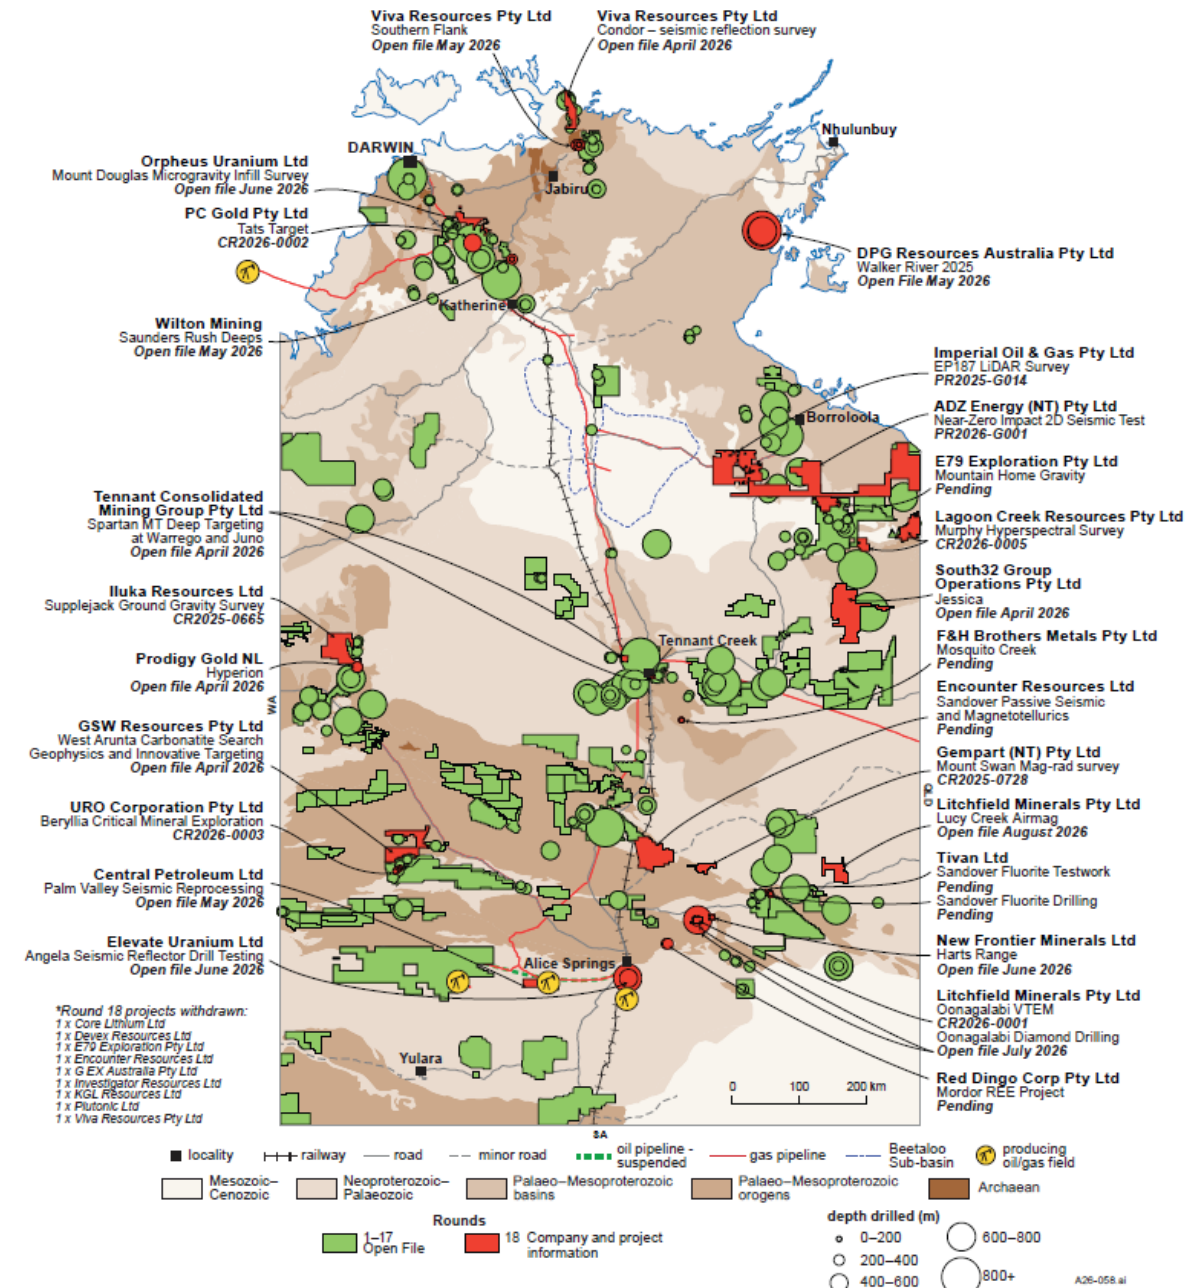 Viva Resources Pty Ltd
Southern Flank
Open file May 2026
Viva Resources Pty Ltd
Condor – seismic reflection survey
Open file April 2026
Nhulunbuy
DARWIN
Jabiru
Orpheus Uranium Ltd
Mount Douglas Microgravity Infill Survey
Open file June 2026
PC Gold Pty Ltd
Tats Target
CR2026-0002
Katherine
Wilton Mining
Saunders Rush Deeps
Open file May 2026
DPG Resources Australia Pty Ltd
Walker River 2025
Open File May 2026
Imperial Oil & Gas Pty Ltd
EP187 LiDAR Survey
PR2025-G014
ADZ Energy (NT) Pty Ltd
Near-Zero Impact 2D Seismic Test
PR2026-G001
Borroloola
E79 Exploration Pty Ltd
Mountain Home Gravity
Pending
Lagoon Creek Resources Pty Ltd
Murphy Hyperspectral Survey
CR2026-0005
South32 Group
Operations Pty Ltd
Jessica
Open file April 2026
F&H Brothers Metals Pty Ltd
Mosquito Creek
Pending
Encounter Resources Ltd
Sandover Passive Seismic
and Magnetotellurics
Pending
Gempart (NT) Pty Ltd
Mount Swan Mag-rad survey
CR2025-0728
Litchfield Minerals Pty Ltd
Lucy Creek Airmag
Open file August 2026
Tivan Ltd
Sandover Fluorite Testwork
Pending
Sandover Fluorite Drilling
Pending
New Frontier Minerals Ltd
Harts Range
Open file June 2026
Litchfield Minerals Pty Ltd
Oonagalabi VTEM
CR2026-0001
Oonagalabi Diamond Drilling
Open file July 2026
Red Dingo Corp Pty Ltd
Mordor REE Project
Pending
Tennant Consolidated
Mining Group Pty Ltd
Spartan MT Deep Targeting
at Warrego and Juno
Open file April 2026
Iluka Resources Ltd
Supplejack Ground Gravity Survey
CR2025-0665
Prodigy Gold NL
Hyperion
Open file April 2026
GSW Resources Pty Ltd
West Arunta Carbonatite Search
Geophysics and Innovative Targeting
Open file April 2026
URO Corporation Pty Ltd
Beryllia Critical Mineral Exploration
CR2026-0003
Central Petroleum Ltd
Palm Valley Seismic Reprocessing
Open file May 2026
Elevate Uranium Ltd
Angela Seismic Reflector Drill Testing
Open file June 2026
Tennant Creek
WA
QLD
Alice Springs
Yulara
*Round 18 projects withdrawn:
1 x Core Lithium Ltd
1 x Devex Resources Ltd
1 x E79 Exploration Pty Ltd
1 x Encounter Resources Ltd
1 x G EX Australia Pty Ltd
1 x Investigator Resources Ltd
1 x KGL Resources Ltd
1 x Plutonic Ltd
1 x Viva Resources Pty Ltd
0 100 200 km
SA
locality
railway
road
minor road
oil pipeline -
suspended
gas pipeline
Beetaloo
Sub-basin
producing
oil/gas field
Mesozoic–
Cenozoic
Neoproterozoic–
Palaeozoic
Palaeo–Mesoproterozoic
basins
Palaeo–Mesoproterozoic
orogens
Archaean
Rounds
1–17
Open File
18 Company and project
information
depth drilled (m)
0–200
200–400
400–600
600–800
800+
A26-058.ai